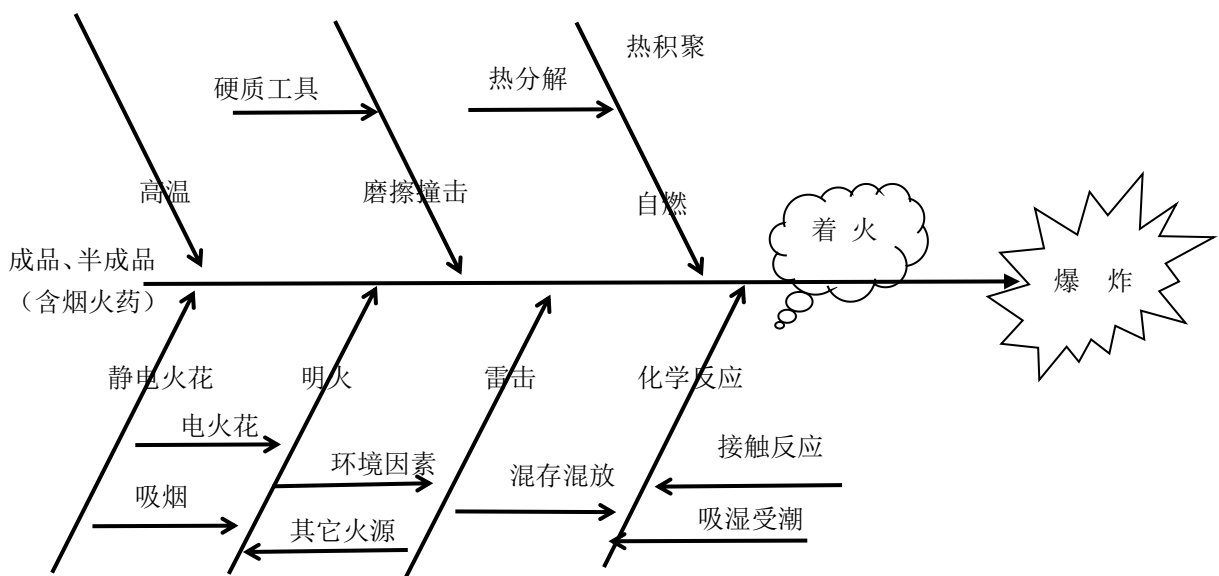 热积聚
热分解
硬质工具
高温
磨擦撞击
自燃
着 火
成品、半成品
（含烟火药）
爆 炸
静电火花
明火
雷击
化学反应
电火花
接触反应
环境因素
混存混放
吸烟
吸湿受潮
其它火源